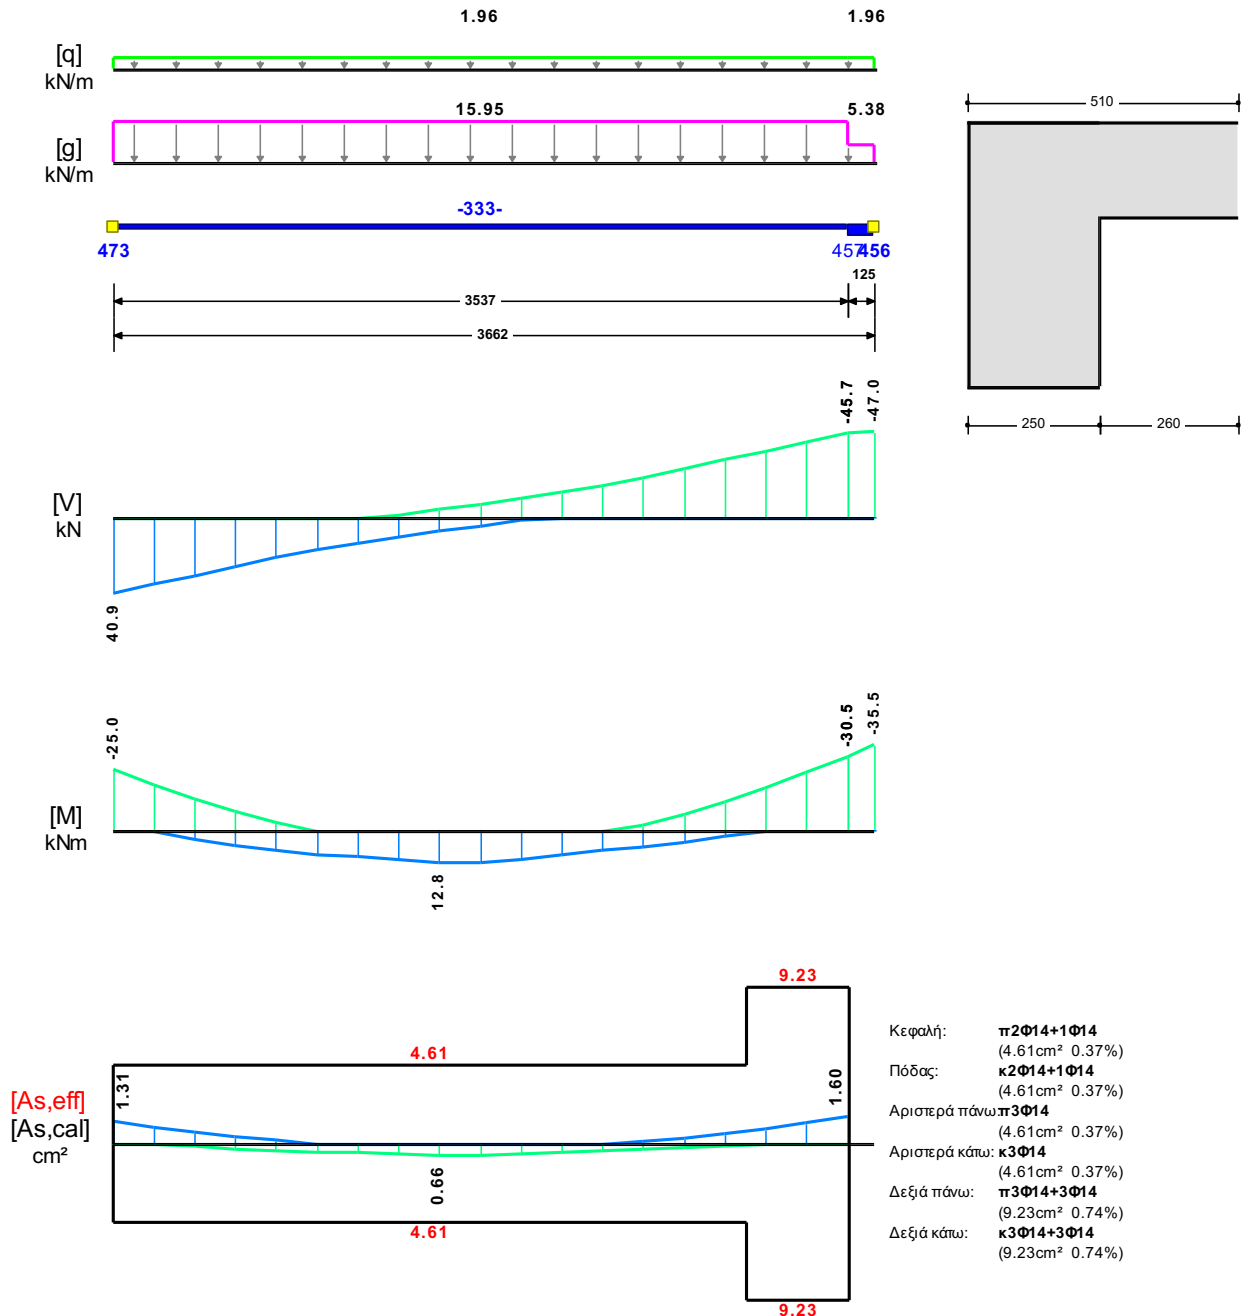 1.96 1.96
[q]
kN/m
15.95 5.38
[g]
kN/m
-333-
473 457 456
125
3537
3662
510
250 260
[V]
kN
-45.7
-47.0
40.9
[M]
kNm
-25.0
-30.5
-35.5
12.8
[As,eff]
[As,cal]
cm²
9.23
4.61
1.31
1.60
0.66
4.61
9.23
Κεφαλή: π2Φ14+1Φ14
(4.61cm² 0.37%)
Πόδας: κ2Φ14+1Φ14
(4.61cm² 0.37%)
Αριστερά πάνω: π3Φ14
(4.61cm² 0.37%)
Αριστερά κάτω: κ3Φ14
(4.61cm² 0.37%)
Δεξιά πάνω: π3Φ14+3Φ14
(9.23cm² 0.74%)
Δεξιά κάτω: κ3Φ14+3Φ14
(9.23cm² 0.74%)